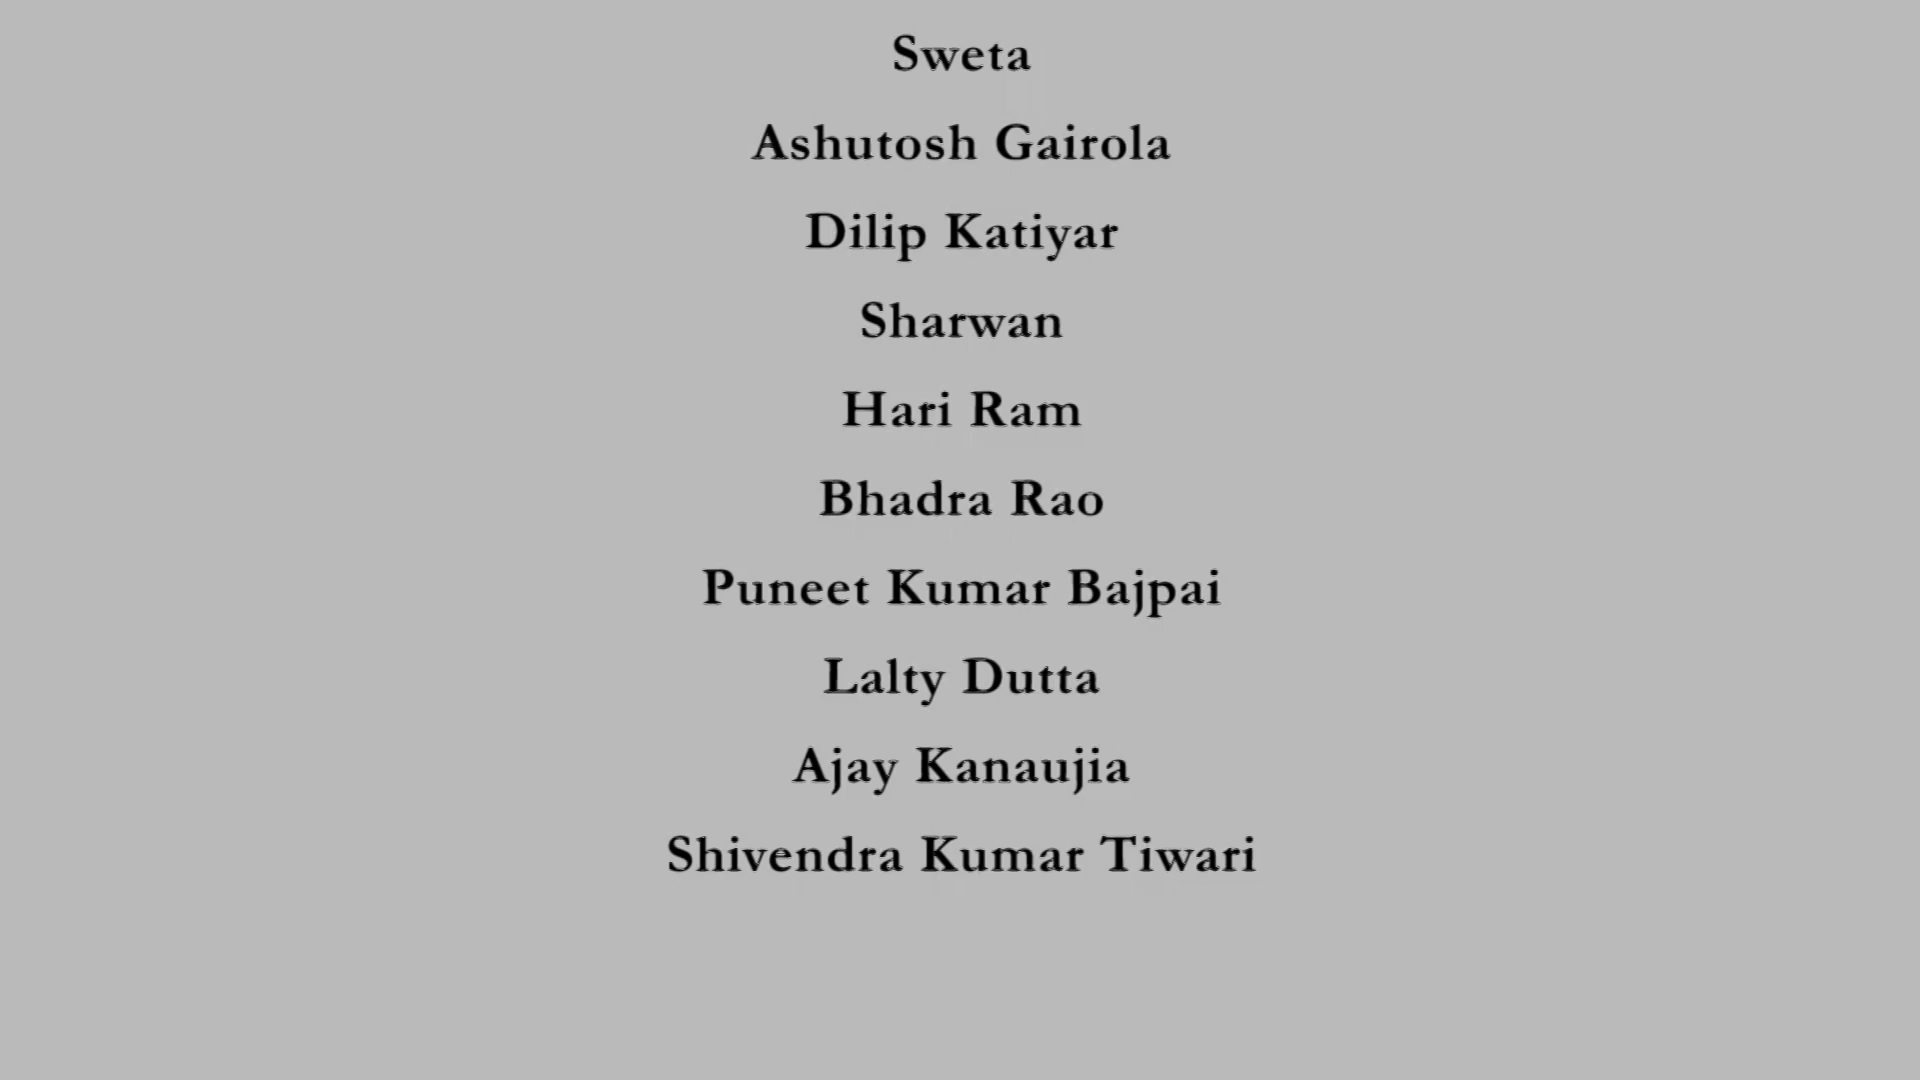 Sweta
Ashutosh Gairola
Dilip Katiyar
Sharwan
Hari Ram
Bhadra Rao
Puneet Kumar Bajpai
Lalty Dutta
Ajay Kanaujia
Shivendra Kumar Tiwari